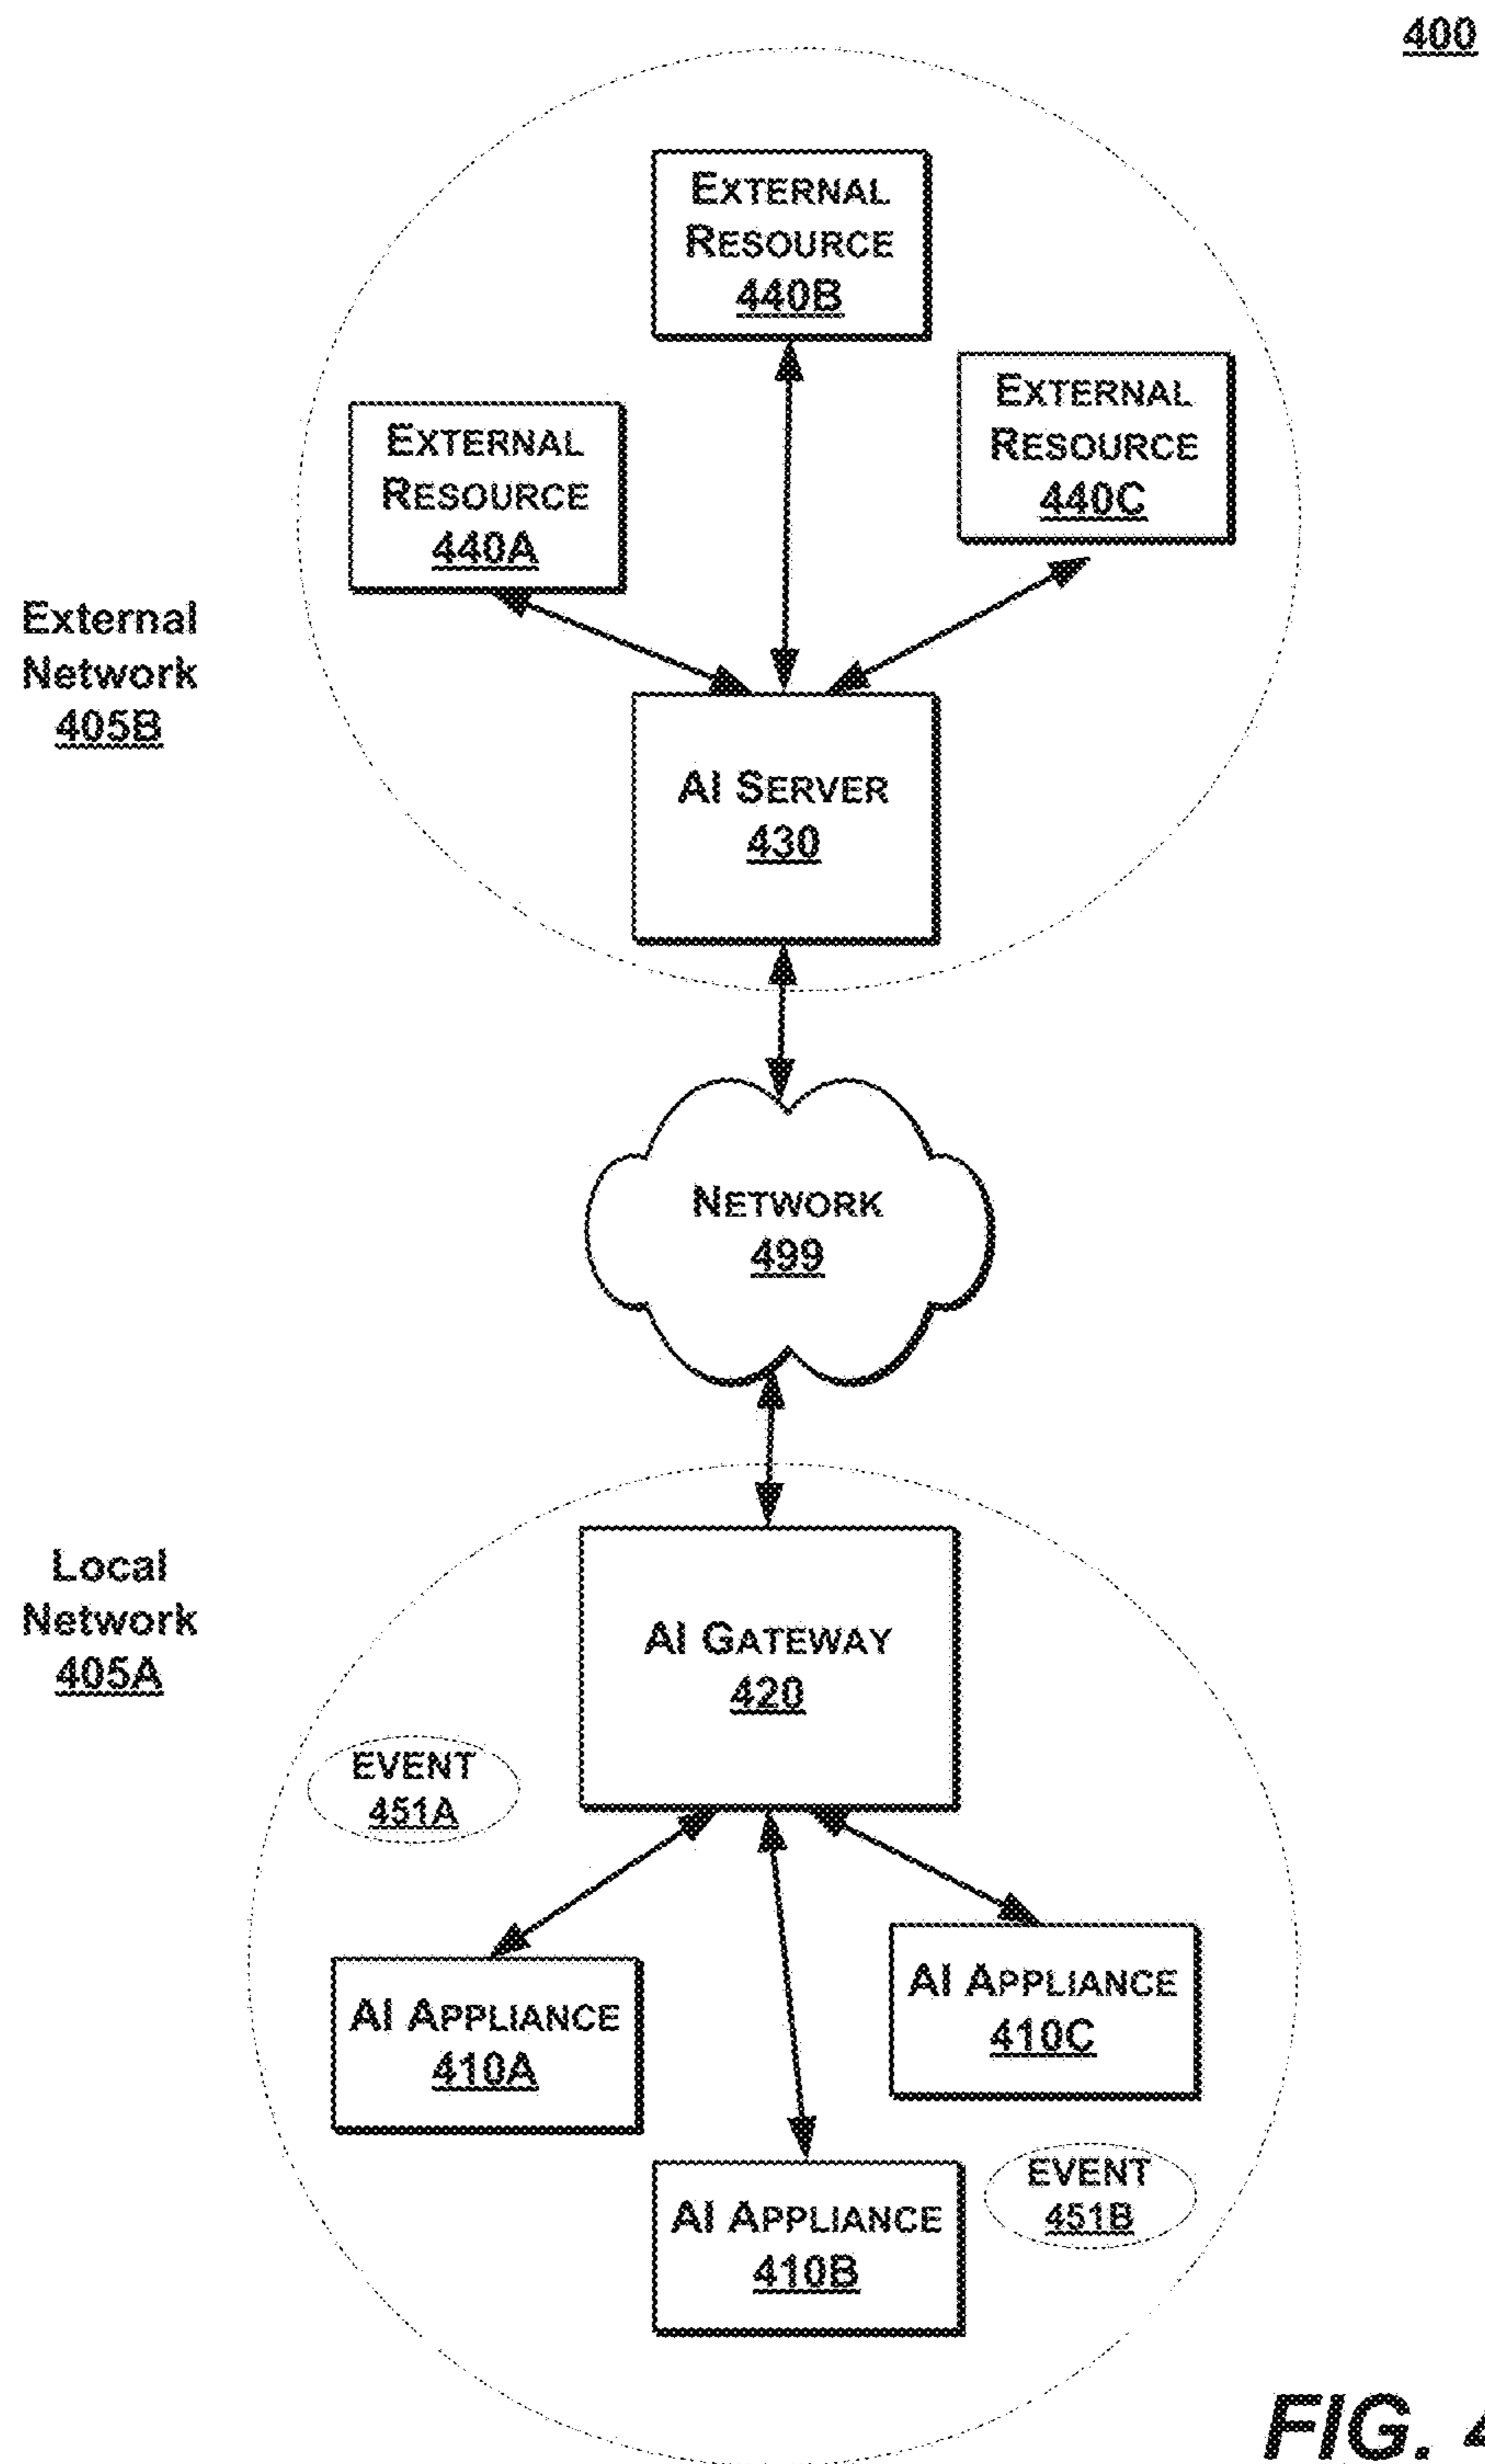 400
EXTERNAL
RESOURCE
440B
EXTERNAL
RESOURCE
440C
EXTERNAL
RESOURCE
440A
External
Network
405B
AI SERVER
430
NETWORK
499
Local
Network
405A
AI GATEWAY
420
EVENT
451A
AI APPLIANCE
410A
AI APPLIANCE
410C
AI APPLIANCE
410B
EVENT
451B
FIG. 4